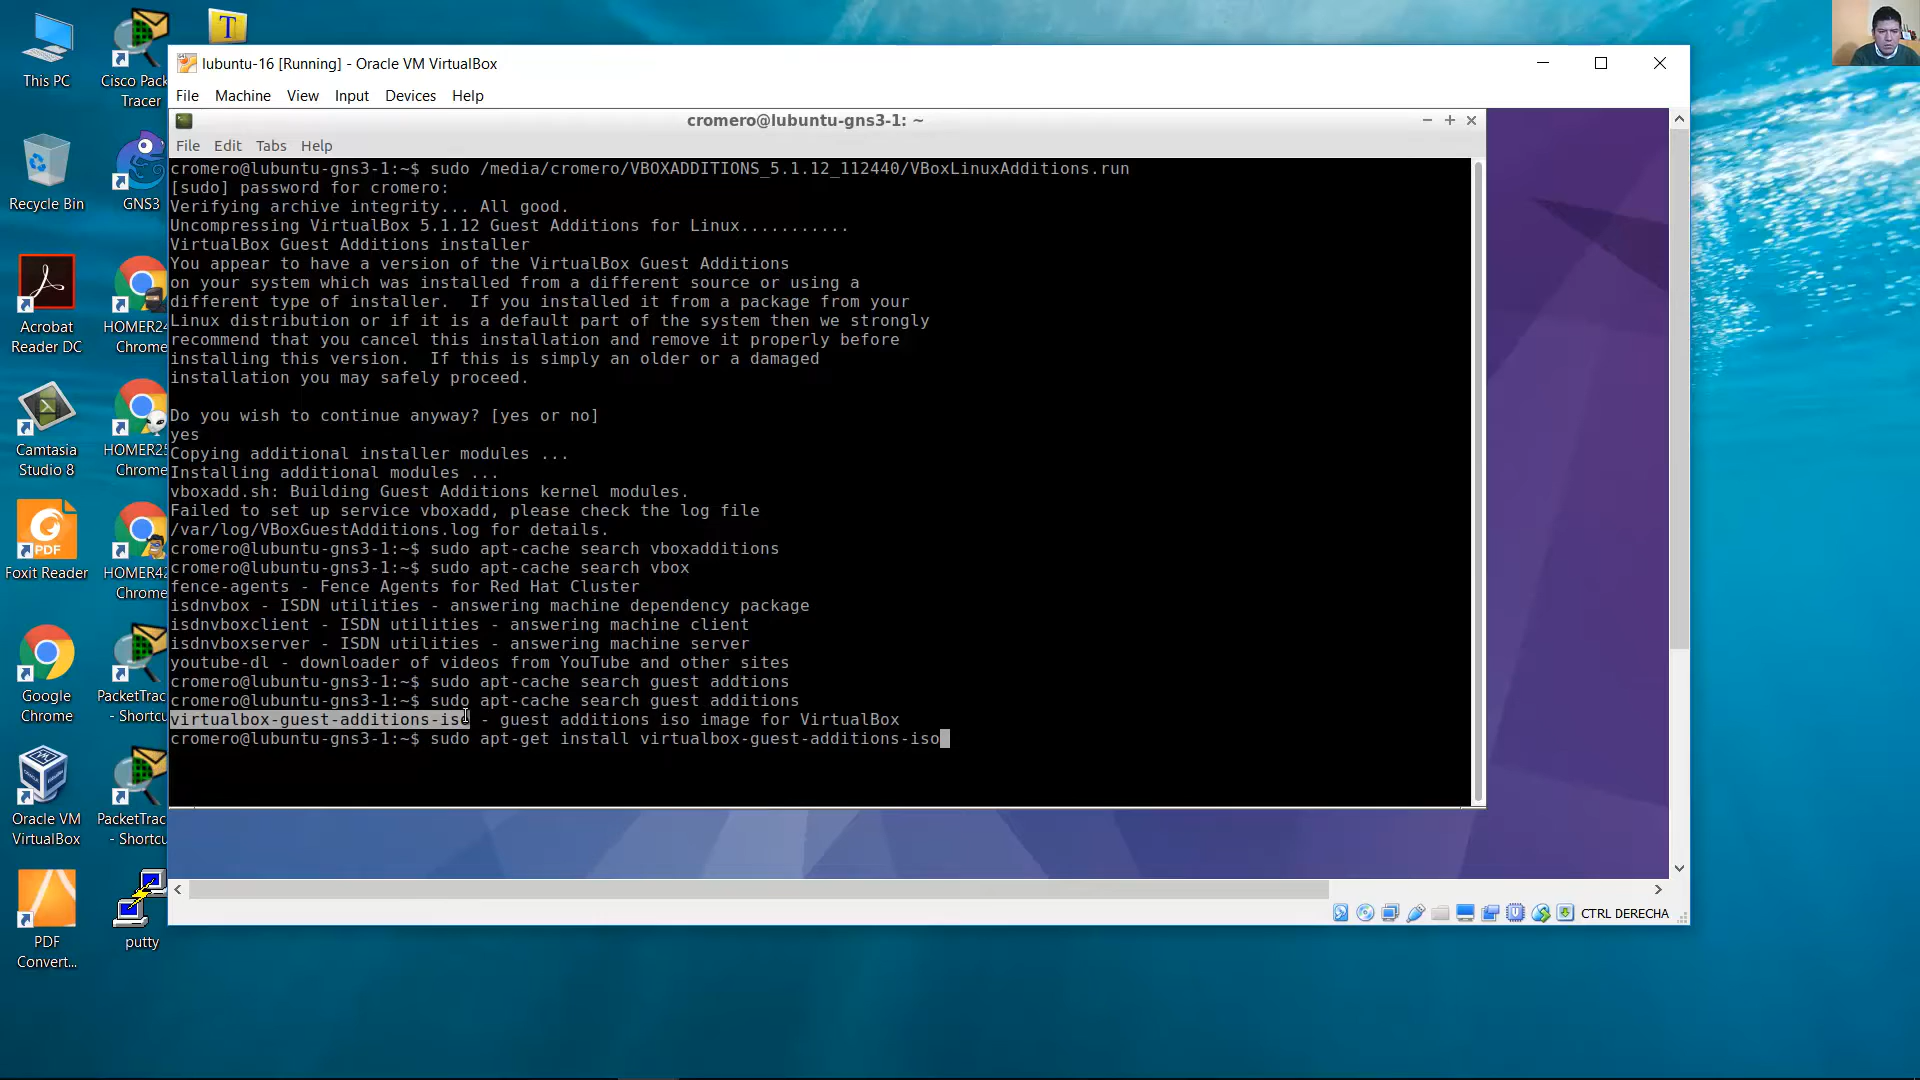 This PC
Cisco Pack
Tracer
Recycle Bin
GNS3
Acrobat
Reader DC
HOMER24
Chrome
Camtasia
Studio 8
HOMER25
Chrome
Foxit Reader
HOMER42
Chrome
Google
Chrome
PacketTrac
- Shortcu
Oracle VM
VirtualBox
PacketTrac
- Shortcu
PDF
Convert...
putty
PDF
T
lubuntu-16 [Running] - Oracle VM VirtualBox
File Machine View Input Devices Help
cromero@lubuntu-gns3-1: ~
File Edit Tabs Help
cromero@lubuntu-gns3-1:~$ sudo /media/cromero/VBOXADDITIONS_5.1.12_112440/VBoxLinuxAdditions.run
[sudo] password for cromero:
Verifying archive integrity... All good.
Uncompressing VirtualBox 5.1.12 Guest Additions for Linux...........
VirtualBox Guest Additions installer
You appear to have a version of the VirtualBox Guest Additions
on your system which was installed from a different source or using a
different type of installer.  If you installed it from a package from your
Linux distribution or if it is a default part of the system then we strongly
recommend that you cancel this installation and remove it properly before
installing this version.  If this is simply an older or a damaged
installation you may safely proceed.
Do you wish to continue anyway? [yes or no]
yes
Copying additional installer modules ...
Installing additional modules ...
vboxadd.sh: Building Guest Additions kernel modules.
Failed to set up service vboxadd, please check the log file
/var/log/VBoxGuestAdditions.log for details.
cromero@lubuntu-gns3-1:~$ sudo apt-cache search vboxadditions
cromero@lubuntu-gns3-1:~$ sudo apt-cache search vbox
fence-agents - Fence Agents for Red Hat Cluster
isdnvbox - ISDN utilities - answering machine dependency package
isdnvboxclient - ISDN utilities - answering machine client
isdnvboxserver - ISDN utilities - answering machine server
youtube-dl - downloader of videos from YouTube and other sites
cromero@lubuntu-gns3-1:~$ sudo apt-cache search guest addtions
cromero@lubuntu-gns3-1:~$ sudo apt-cache search guest additions
virtualbox-guest-additions-iso - guest additions iso image for VirtualBox
cromero@lubuntu-gns3-1:~$ sudo apt-get install virtualbox-guest-additions-iso
CTRL DERECHA